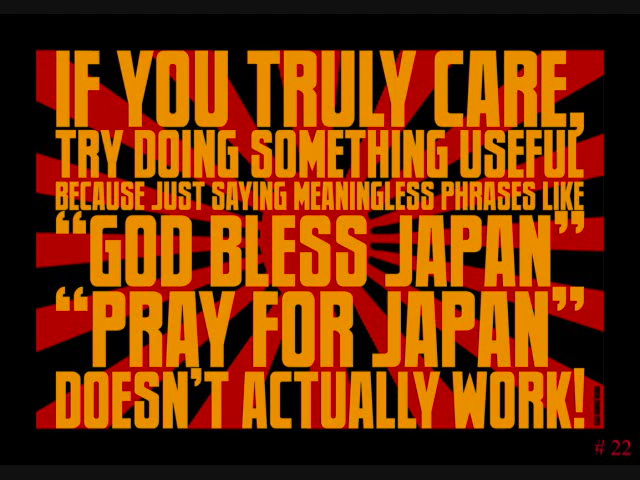 IF YOU TRULY CARE,
TRY DOING SOMETHING USEFUL
BECAUSE JUST SAYING MEANINGLESS PHRASES LIKE
“GOD BLESS JAPAN”
“PRAY FOR JAPAN”
DOESN'T ACTUALLY WORK!
# 22